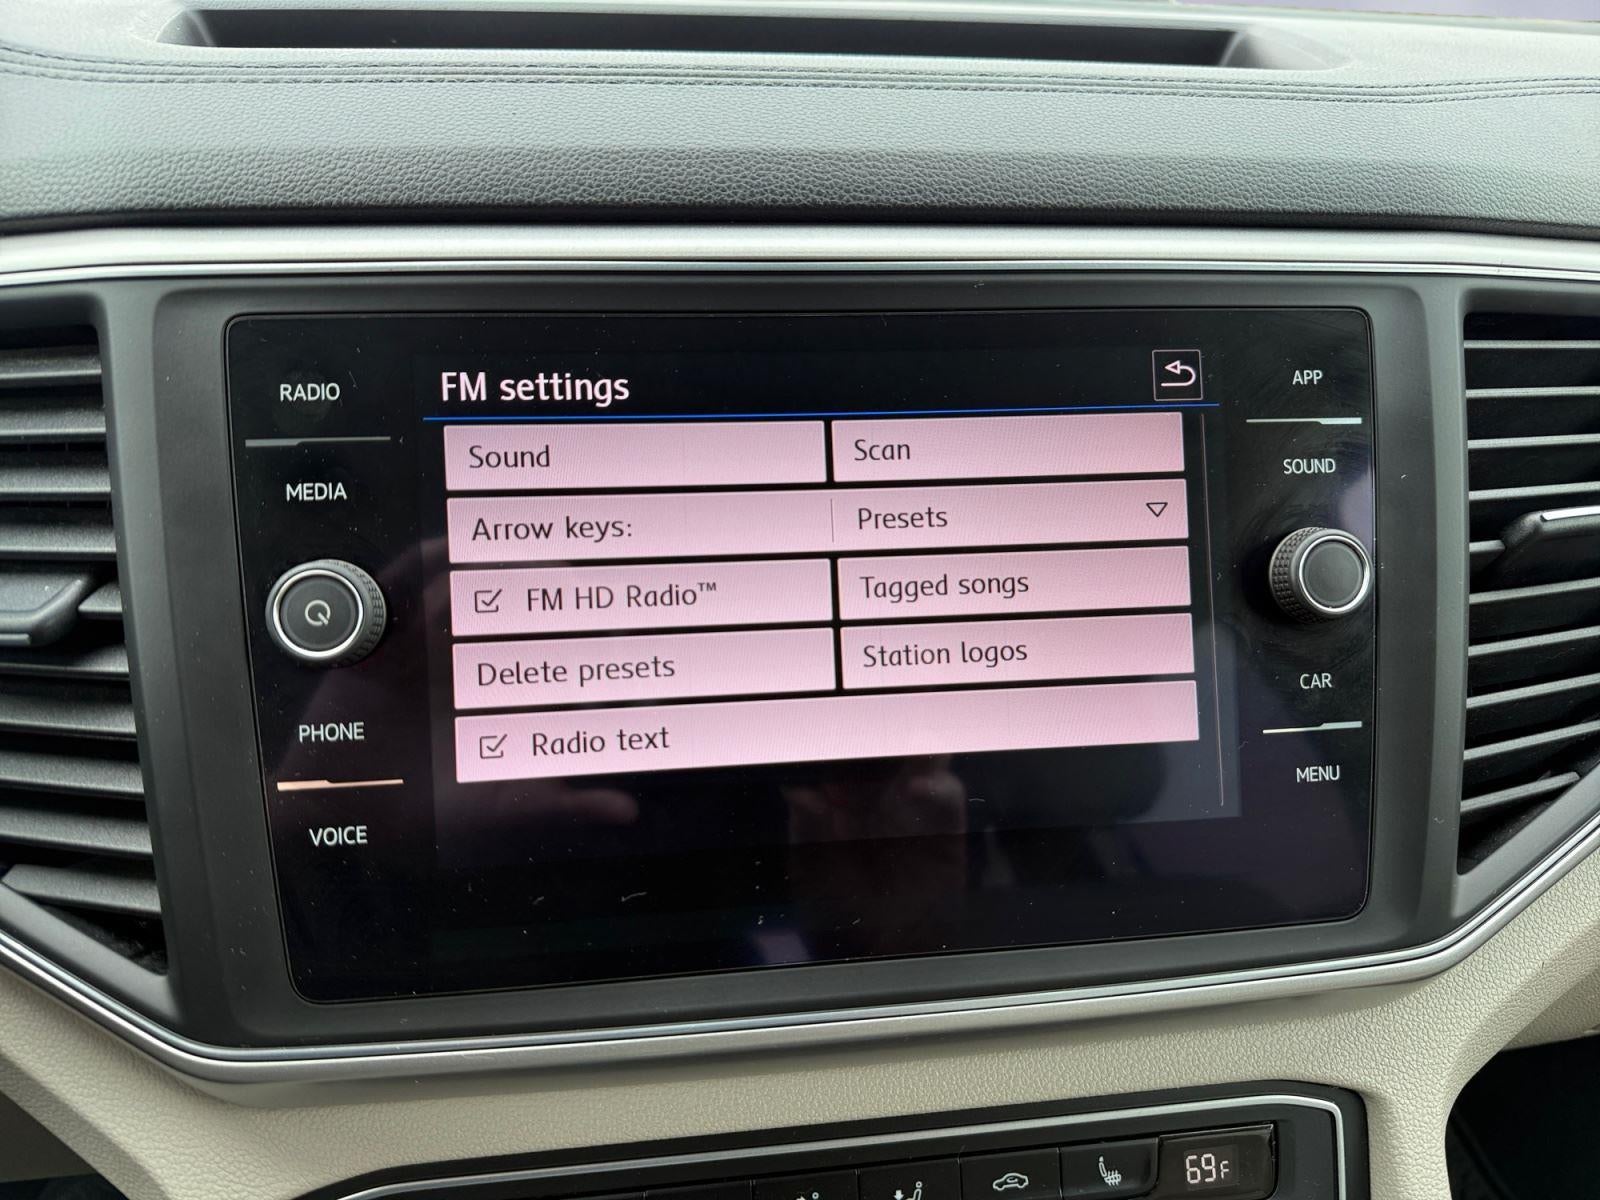 RADIO
MEDIA
PHONE
VOICE
FM settings
Sound
Scan
Arrow keys:
Presets
FM HD Radio™
Tagged songs
Delete presets
Station logos
Radio text
APP
SOUND
CAR
MENU
69F